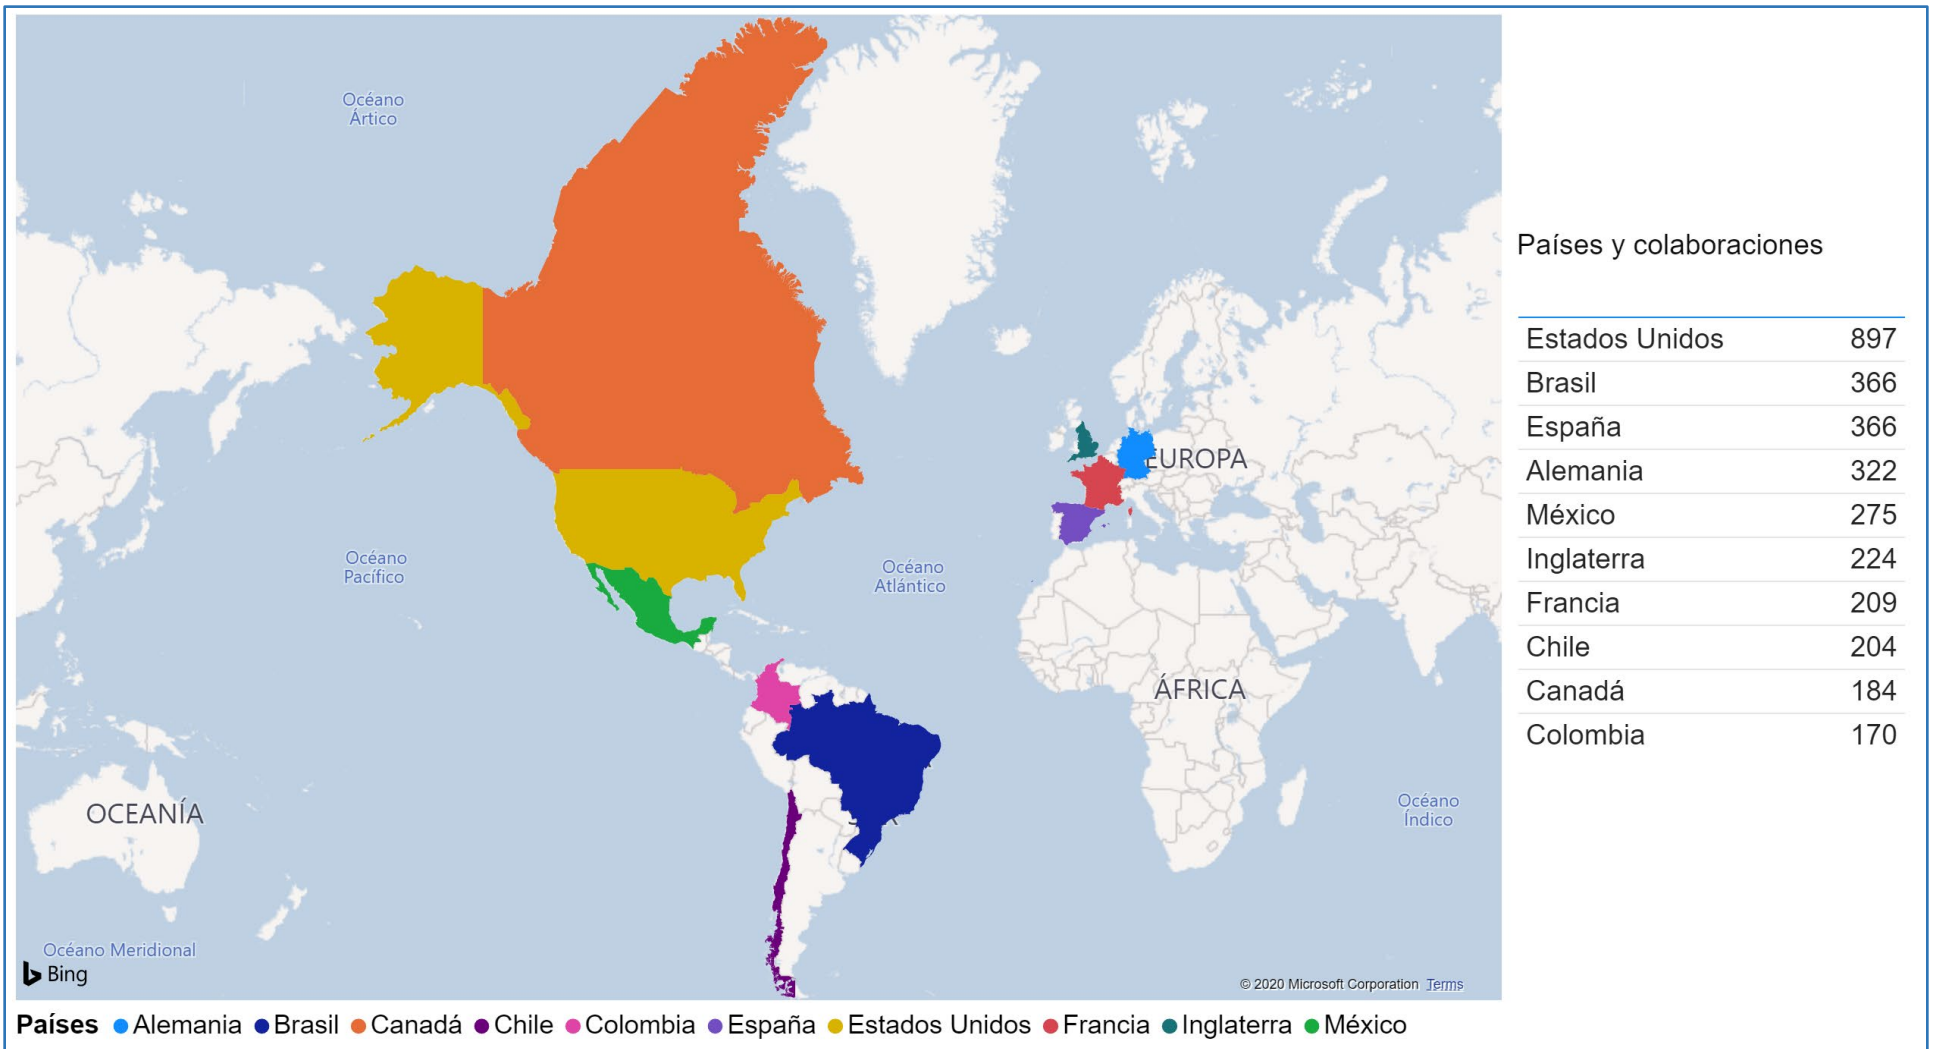 Océano
Ártico
Océano
Pacífico
Océano
Atlántico
EUROPA
ÁFRICA
OCEANÍA
Océano
Índico
Océano Meridional
Bing
© 2020 Microsoft Corporation Terms
Países y colaboraciones
Estados Unidos 897
Brasil 366
España 366
Alemania 322
México 275
Inglaterra 224
Francia 209
Chile 204
Canadá 184
Colombia 170
Países Alemania Brasil Canadá Chile Colombia España Estados Unidos Francia Inglaterra México